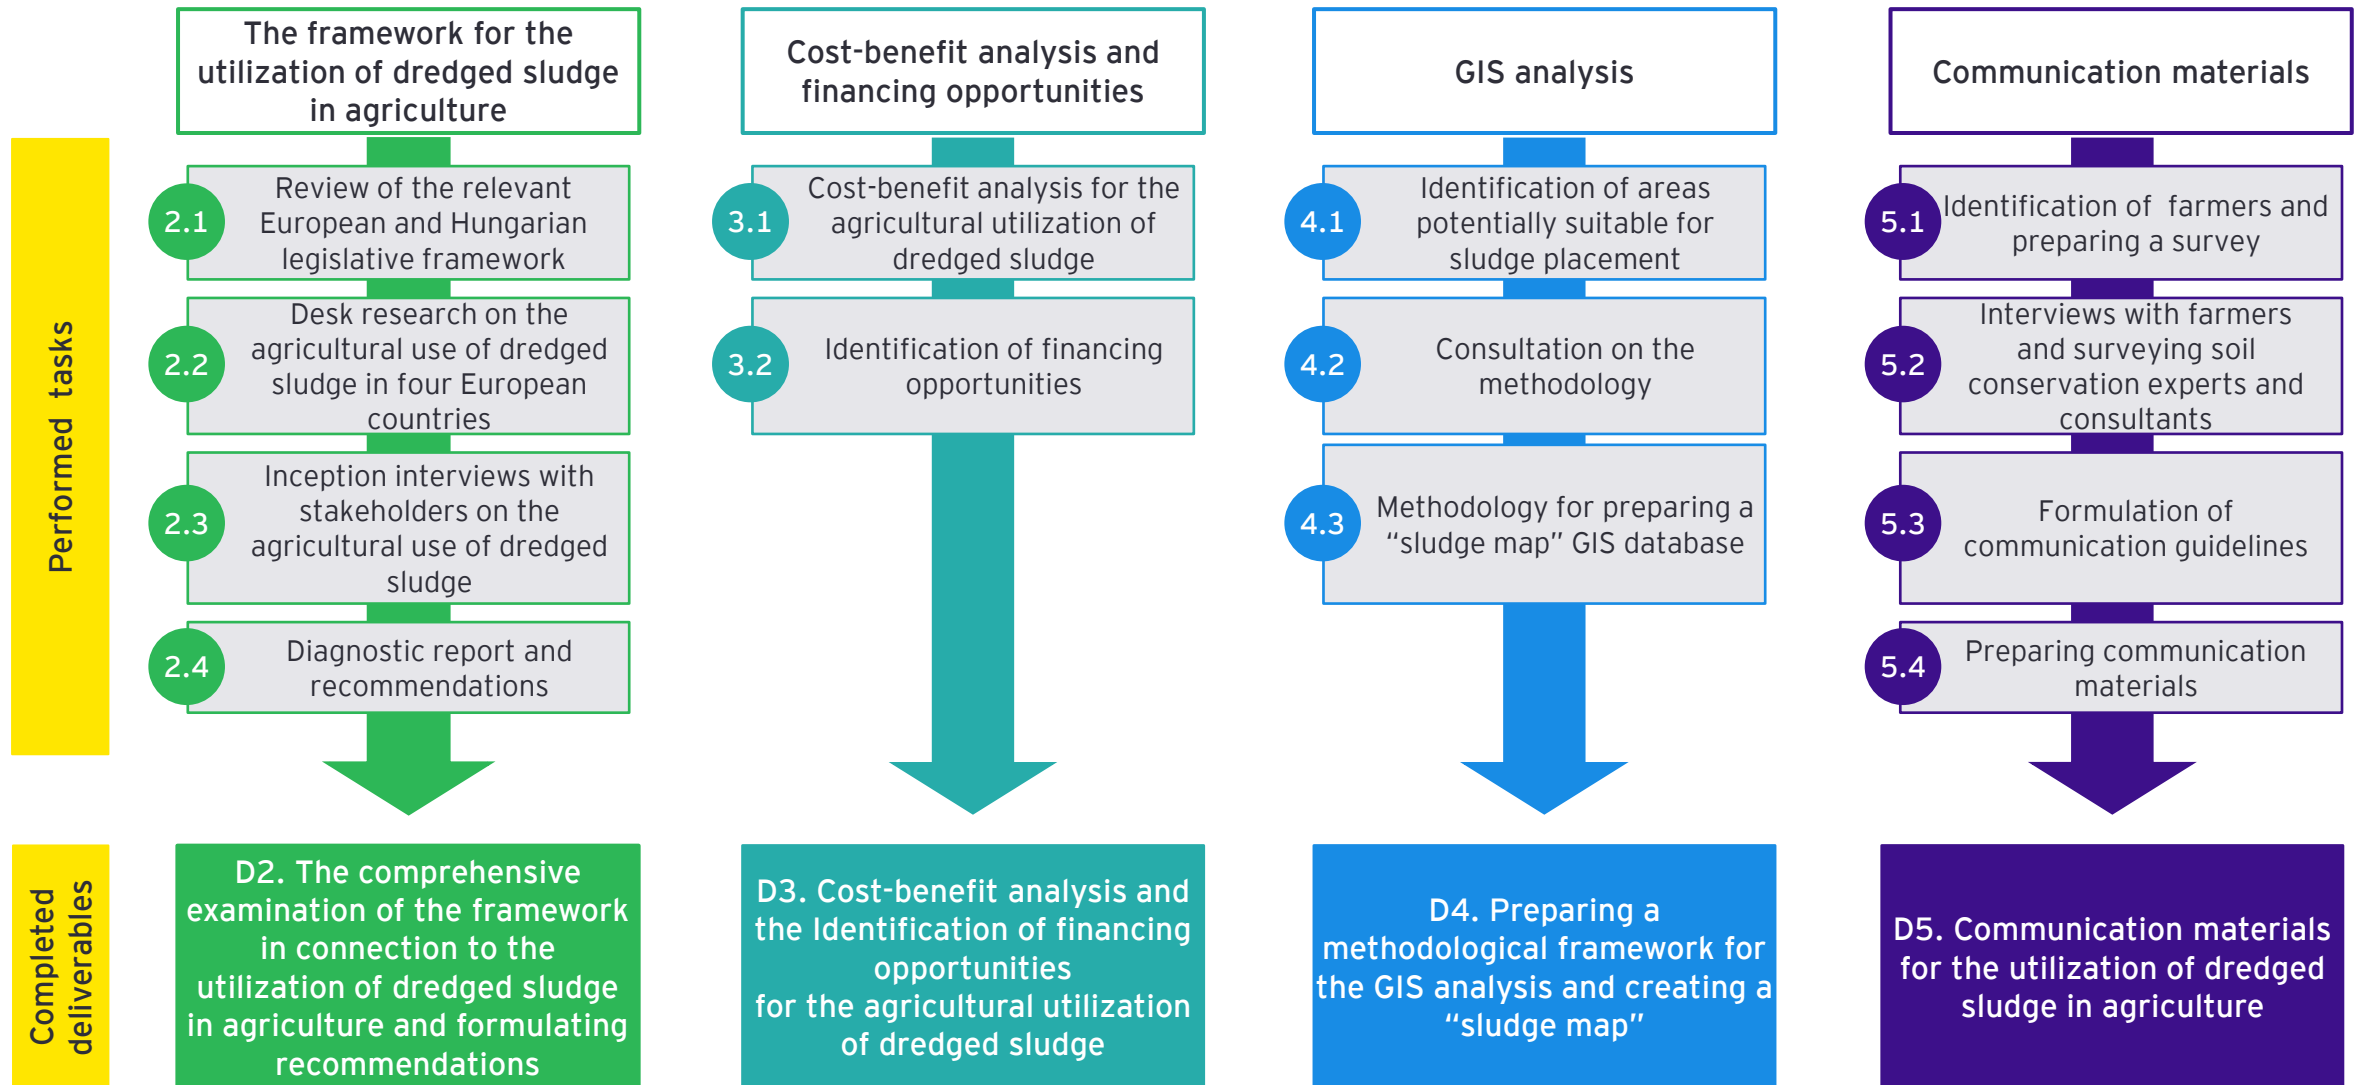 The framework for the
utilization of dredged sludge
in agriculture
Cost-benefit analysis and
financing opportunities
GIS analysis
Communication materials
Performed tasks
2.1
Review of the relevant
European and Hungarian
legislative framework
2.2
Desk research on the
agricultural use of dredged
sludge in four European
countries
2.3
Inception interviews with
stakeholders on the
agricultural use of dredged
sludge
2.4
Diagnostic report and
recommendations
3.1
Cost-benefit analysis for the
agricultural utilization of
dredged sludge
3.2
Identification of financing
opportunities
4.1
Identification of areas
potentially suitable for
sludge placement
4.2
Consultation on the
methodology
4.3
Methodology for preparing a
“sludge map” GIS database
5.1
Identification of farmers and
preparing a survey
5.2
Interviews with farmers
and surveying soil
conservation experts and
consultants
5.3
Formulation of
communication guidelines
5.4
Preparing communication
materials
Completed
deliverables
D2. The comprehensive
examination of the framework
in connection to the
utilization of dredged sludge
in agriculture and formulating
recommendations
D3. Cost-benefit analysis and
the Identification of financing
opportunities
for the agricultural utilization
of dredged sludge
D4. Preparing a
methodological framework for
the GIS analysis and creating a
“sludge map”
D5. Communication materials
for the utilization of dredged
sludge in agriculture